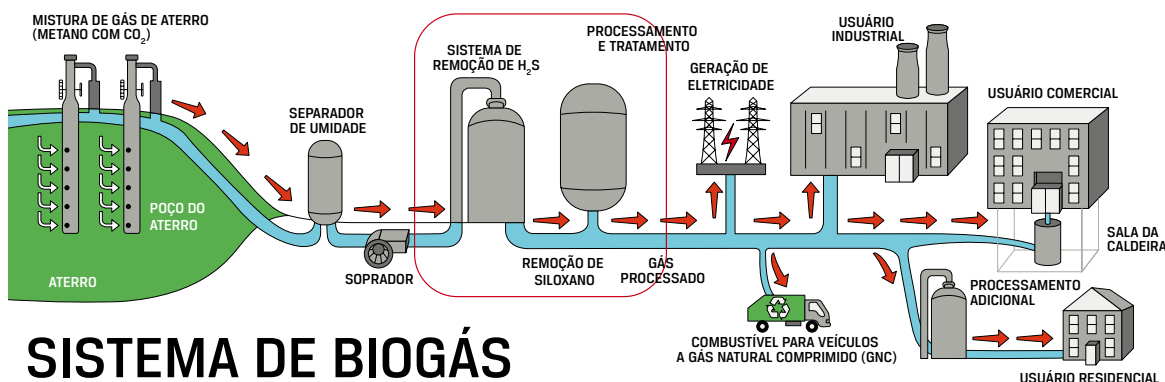 MISTURA DE GÁS DE ATERRO
(METANO COM CO₂)
POÇO DO
ATERRO
ATERRO
SEPARADOR
DE UMIDADE
SOPRADOR
SISTEMA DE
REMOÇÃO DE H₂S
PROCESSAMENTO
E TRATAMENTO
REMOÇÃO DE
SILOXANO
GÁS
PROCESSADO
GERAÇÃO DE
ELETRICIDADE
USUÁRIO
INDUSTRIAL
USUÁRIO COMERCIAL
SALA DA
CALDEIRA
COMBUSTÍVEL PARA VEÍCULOS
A GÁS NATURAL COMPRIMIDO (GNC)
PROCESSAMENTO
ADICIONAL
USUÁRIO RESIDENCIAL
SISTEMA DE BIOGÁS